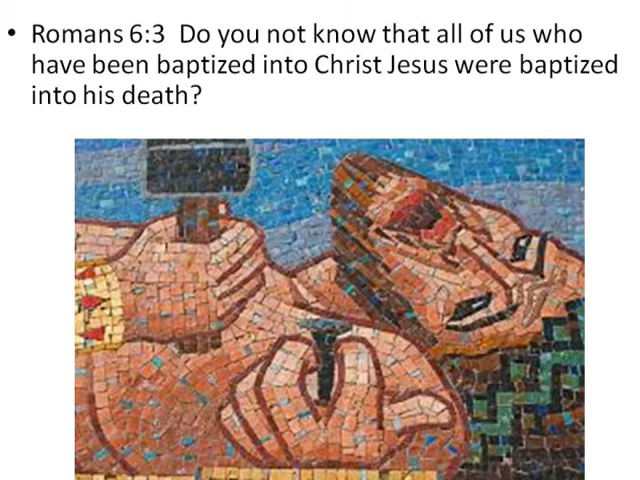 • Romans 6:3 Do you not know that all of us who
have been baptized into Christ Jesus were baptized
into his death?